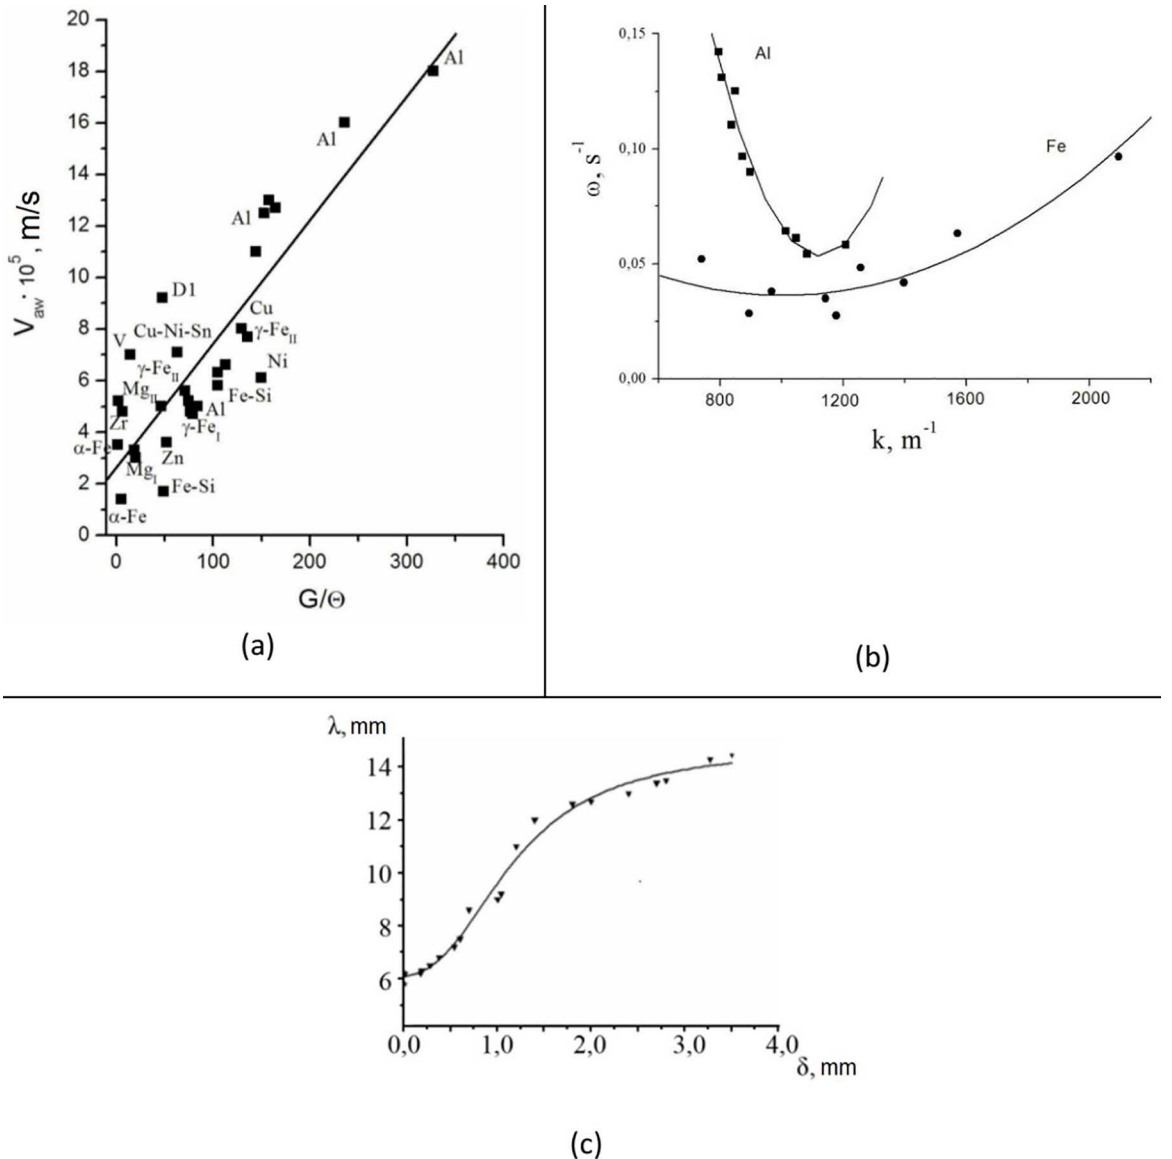 20
18
16
14
12
10
8
6
4
2
0
V_aw · 10^5, m/s
Al
Al
Al
D1
Cu
V
Cu-Ni-Sn
γ-Fe_II
γ-Fe_II
Ni
Mg_II
Fe-Si
Al
Zr
γ-Fe_I
α-Fe
Zn
Mg_I
Fe-Si
α-Fe
0 100 200 300 400
G/Θ
(a)
0,15
0,10
0,05
0,00
ω, s^-1
Al
Fe
800 1200 1600 2000
k, m^-1
(b)
λ, mm
14
12
10
8
6
0,0 1,0 2,0 3,0 4,0
δ, mm
(c)